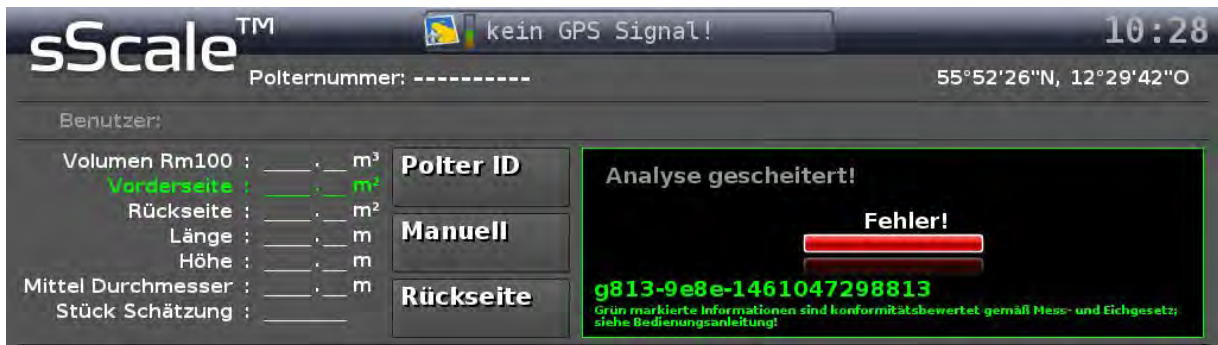 sScale™
kein GPS Signal!
10:28
Polternummer: ----------
55°52'26"N, 12°29'42"O
Benutzer:
Volumen Rm100 : ____.__ m³
Vorderseite : ____.__ m²
Rückseite : ____.__ m²
Länge : ____.__ m
Höhe : ____.__ m
Mittel Durchmesser : ____.__ m
Stück Schätzung : _______
Polter ID
Manuell
Rückseite
Analyse gescheitert!
Fehler!
g813-9e8e-1461047298813
Grün markierte Informationen sind konformitätsbewertet gemäß Mess- und Eichgesetz;
siehe Bedienungsanleitung!